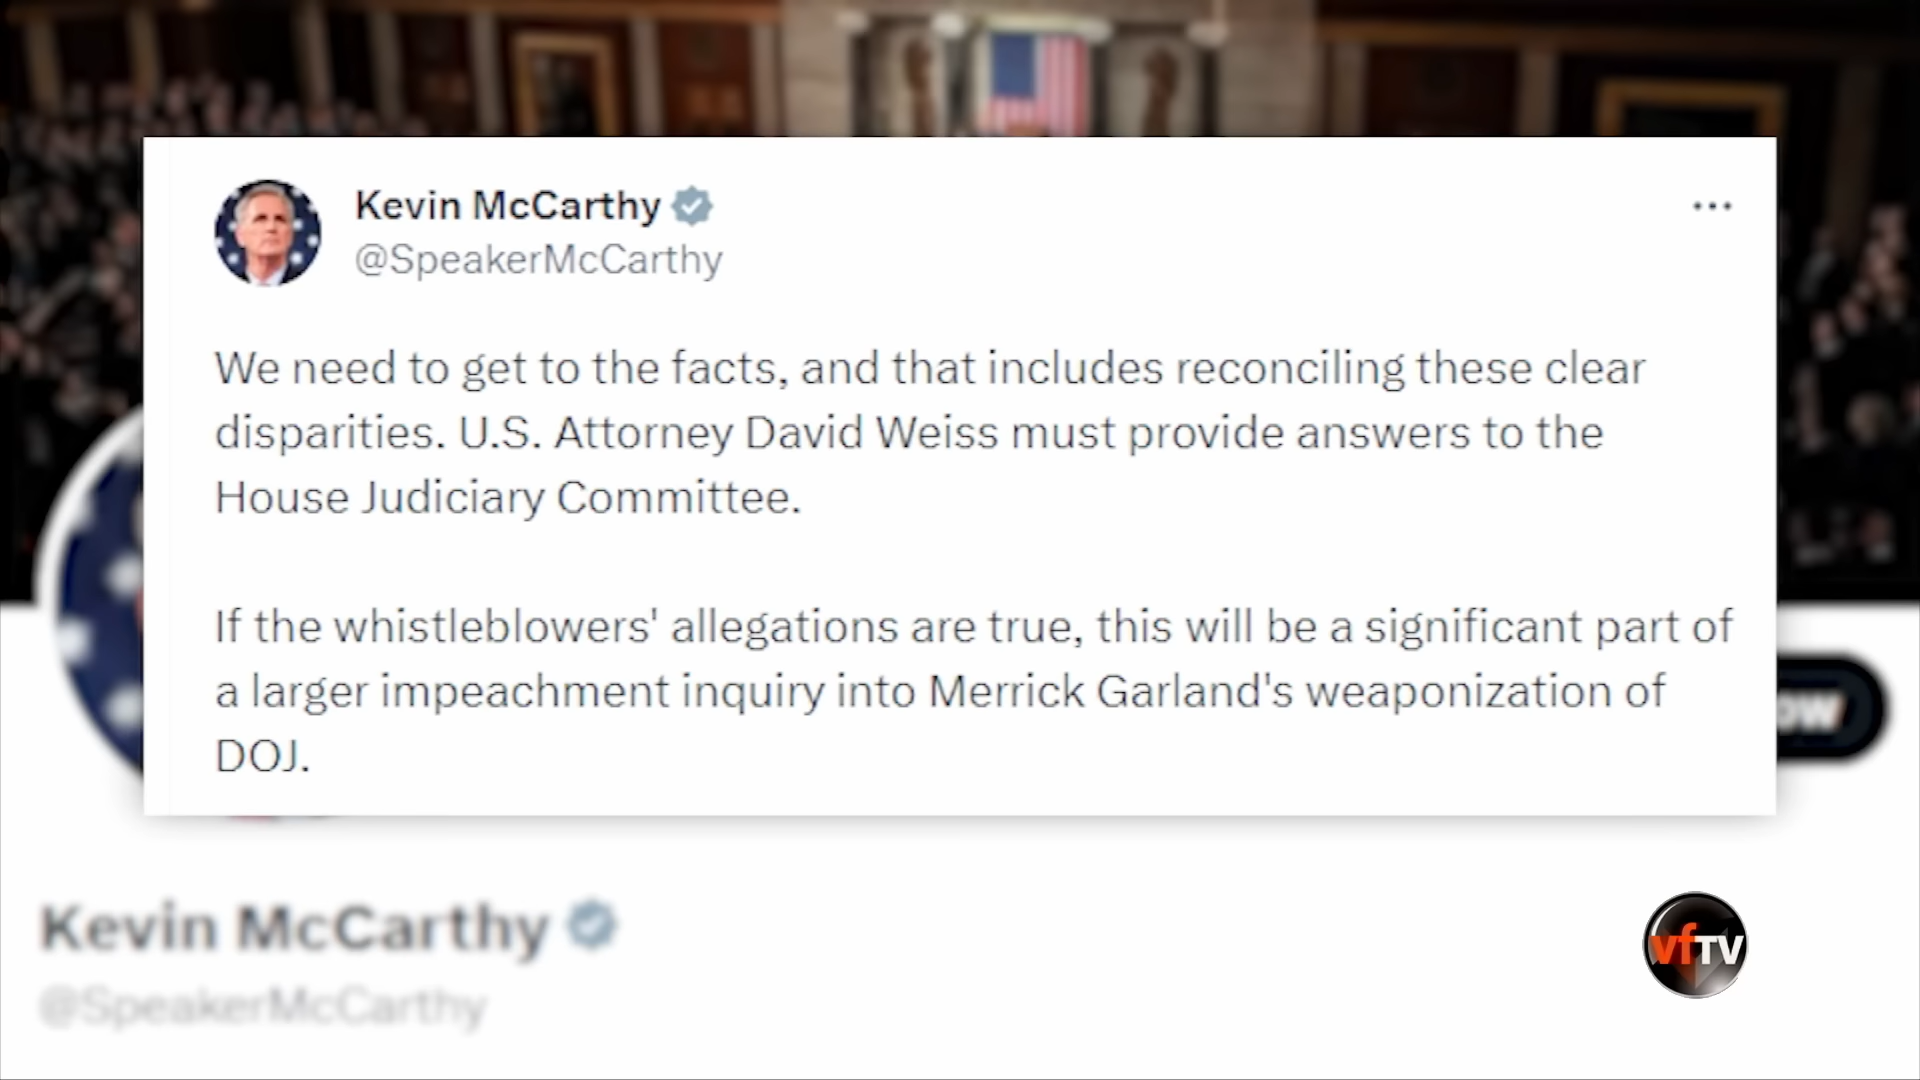 Kevin McCarthy
@SpeakerMcCarthy
...
We need to get to the facts, and that includes reconciling these clear
disparities. U.S. Attorney David Weiss must provide answers to the
House Judiciary Committee.
If the whistleblowers' allegations are true, this will be a significant part of
a larger impeachment inquiry into Merrick Garland's weaponization of
DOJ.
ow
Kevin McCarthy
@SpeakerMcCarthy
vfTV